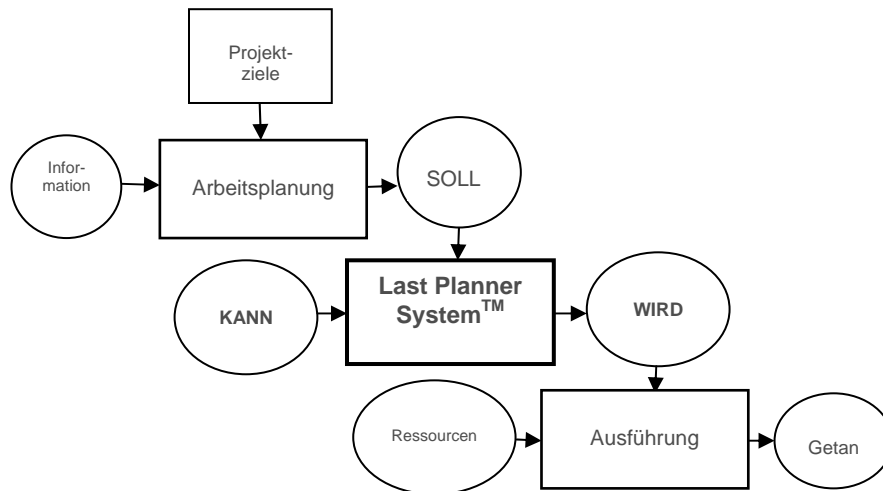 Projekt-
ziele
Infor-
mation
Arbeitsplanung
SOLL
KANN
Last Planner
System™
WIRD
Ressourcen
Ausführung
Getan